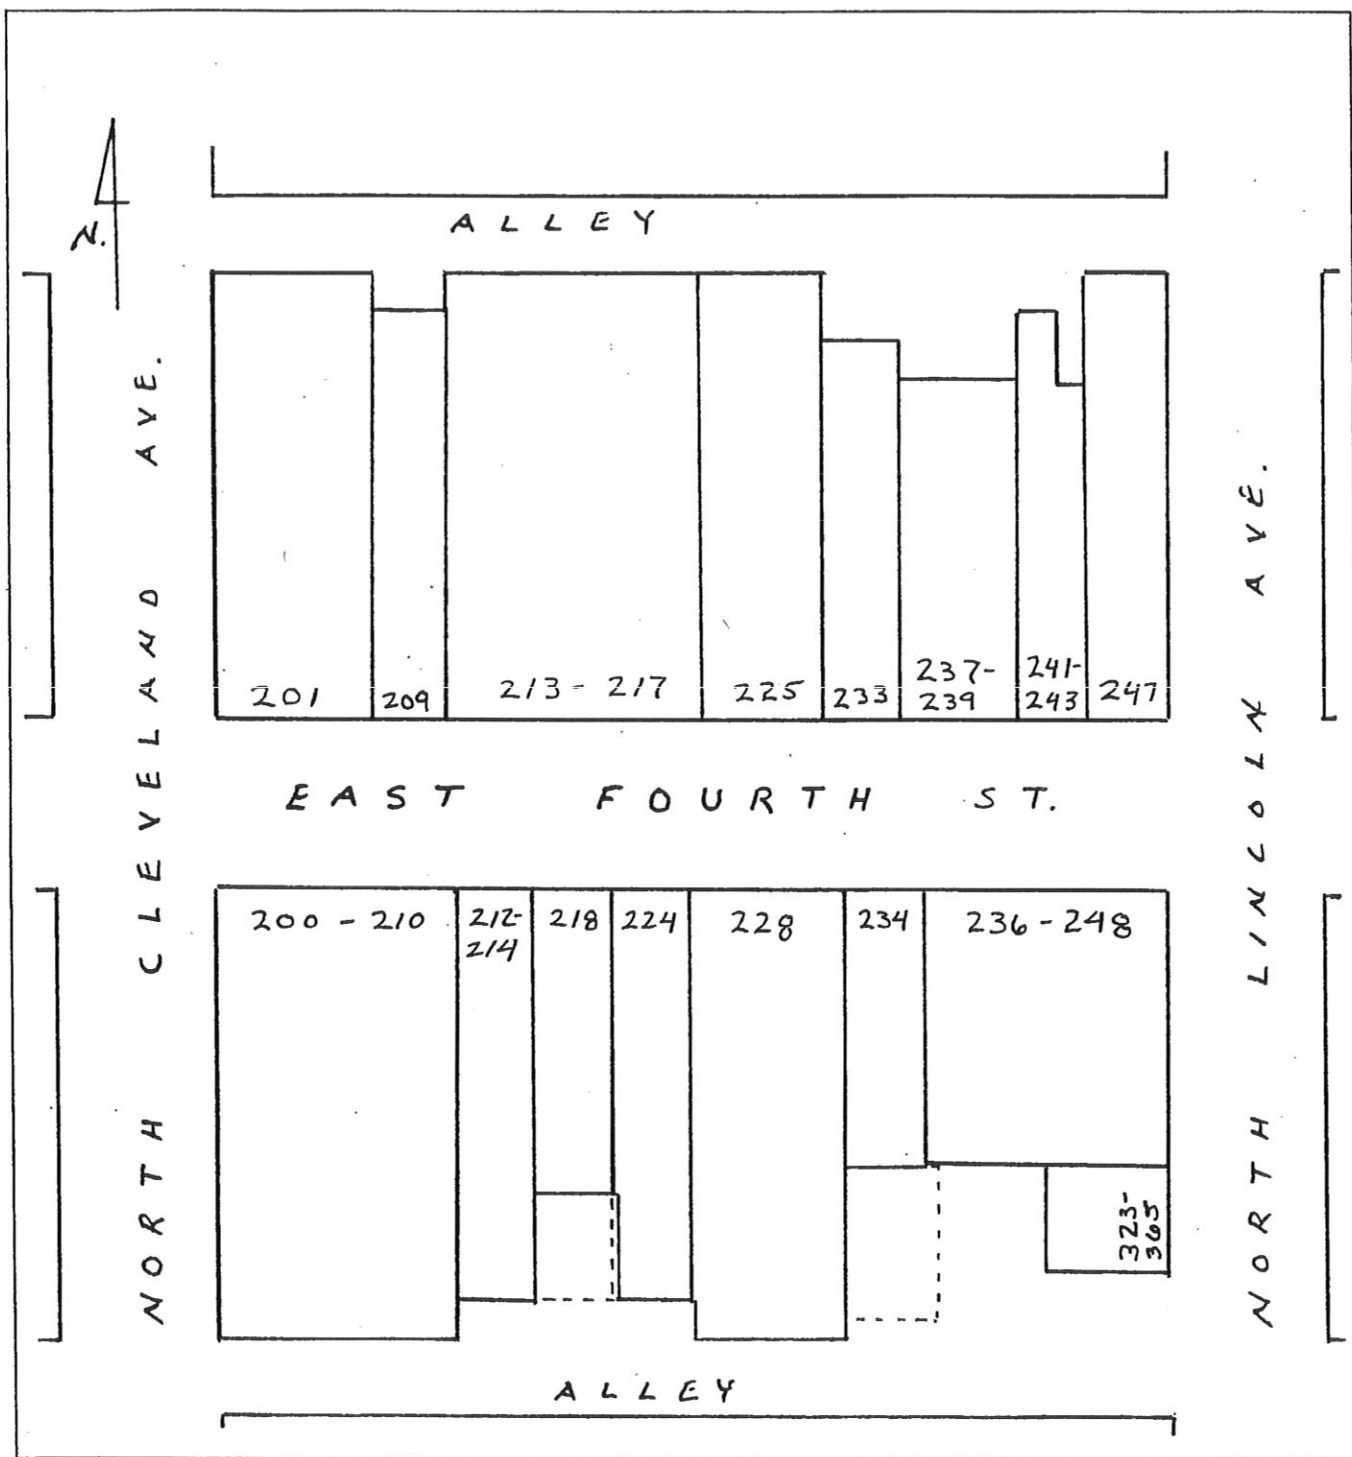 ALLEY
N.
NORTH CLEVELAND AVE.
NORTH LINCOLN AVE.
201
209
213 - 217
225
233
237-
239
241-
243
247
EAST FOURTH ST.
200 - 210
212-
214
218
224
228
234
236 - 248
323-
365
ALLEY